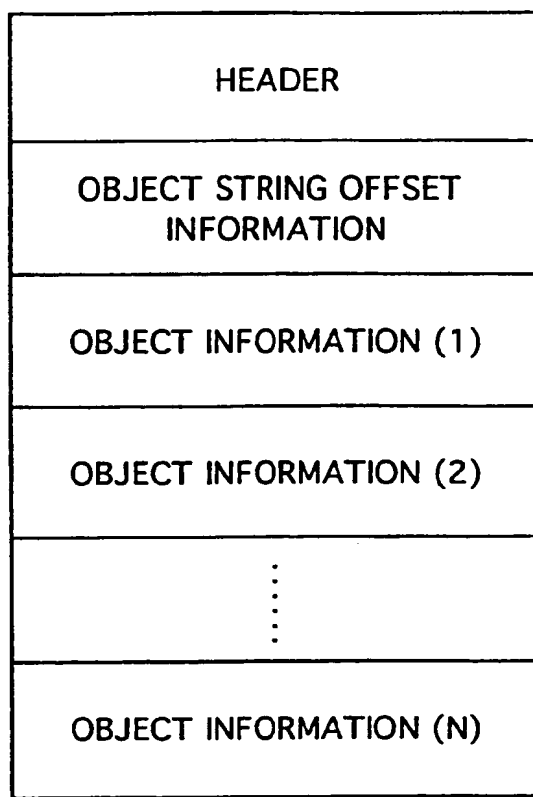 HEADER
OBJECT STRING OFFSET
INFORMATION
OBJECT INFORMATION (1)
OBJECT INFORMATION (2)
OBJECT INFORMATION (N)